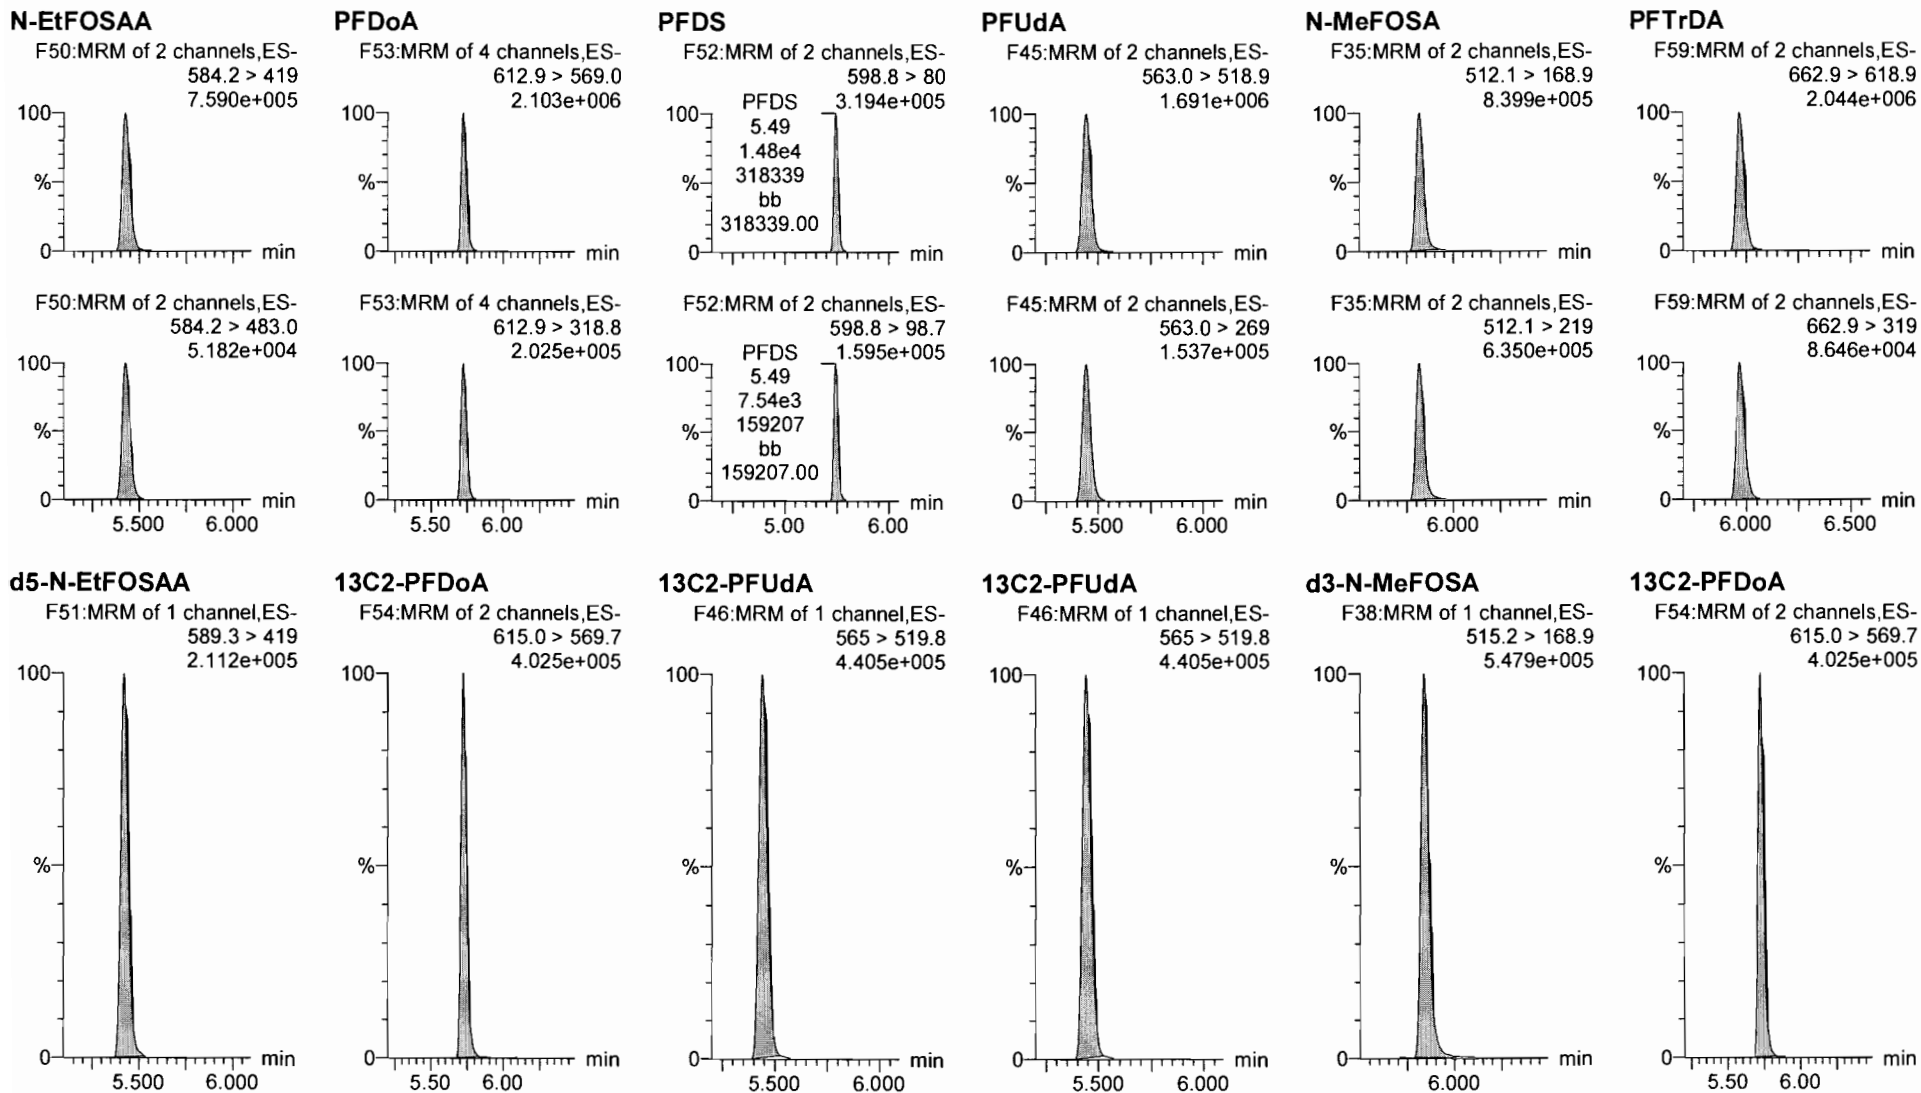 N-EtFOSAA
F50:MRM of 2 channels,ES-
584.2 > 419
7.590e+005
100
%
0
min
F50:MRM of 2 channels,ES-
584.2 > 483.0
5.182e+004
100
%
0
min
5.500 6.000
PFDoA
F53:MRM of 4 channels,ES-
612.9 > 569.0
2.103e+006
100
%
0
min
F53:MRM of 4 channels,ES-
612.9 > 318.8
2.025e+005
100
%
0
min
5.50 6.00
PFDS
F52:MRM of 2 channels,ES-
598.8 > 80
3.194e+005
PFDS
5.49
1.48e4
318339
bb
318339.00
100
%
0
min
F52:MRM of 2 channels,ES-
598.8 > 98.7
1.595e+005
PFDS
5.49
7.54e3
159207
bb
159207.00
100
%
0
min
5.00 6.00
PFUdA
F45:MRM of 2 channels,ES-
563.0 > 518.9
1.691e+006
100
%
0
min
F45:MRM of 2 channels,ES-
563.0 > 269
1.537e+005
100
%
0
min
5.500 6.000
N-MeFOSA
F35:MRM of 2 channels,ES-
512.1 > 168.9
8.399e+005
100
%
0
min
F35:MRM of 2 channels,ES-
512.1 > 219
6.350e+005
100
%
0
min
6.000
PFTrDA
F59:MRM of 2 channels,ES-
662.9 > 618.9
2.044e+006
100
%
0
min
F59:MRM of 2 channels,ES-
662.9 > 319
8.646e+004
100
%
0
min
6.000 6.500
d5-N-EtFOSAA
F51:MRM of 1 channel,ES-
589.3 > 419
2.112e+005
100
%
0
min
5.500 6.000
13C2-PFDoA
F54:MRM of 2 channels,ES-
615.0 > 569.7
4.025e+005
100
%
0
min
5.50 6.00
13C2-PFUdA
F46:MRM of 1 channel,ES-
565 > 519.8
4.405e+005
100
%
0
min
5.500 6.000
13C2-PFUdA
F46:MRM of 1 channel,ES-
565 > 519.8
4.405e+005
100
%
0
min
5.500 6.000
d3-N-MeFOSA
F38:MRM of 1 channel,ES-
515.2 > 168.9
5.479e+005
100
%
0
min
6.000
13C2-PFDoA
F54:MRM of 2 channels,ES-
615.0 > 569.7
4.025e+005
100
%
0
min
5.50 6.00